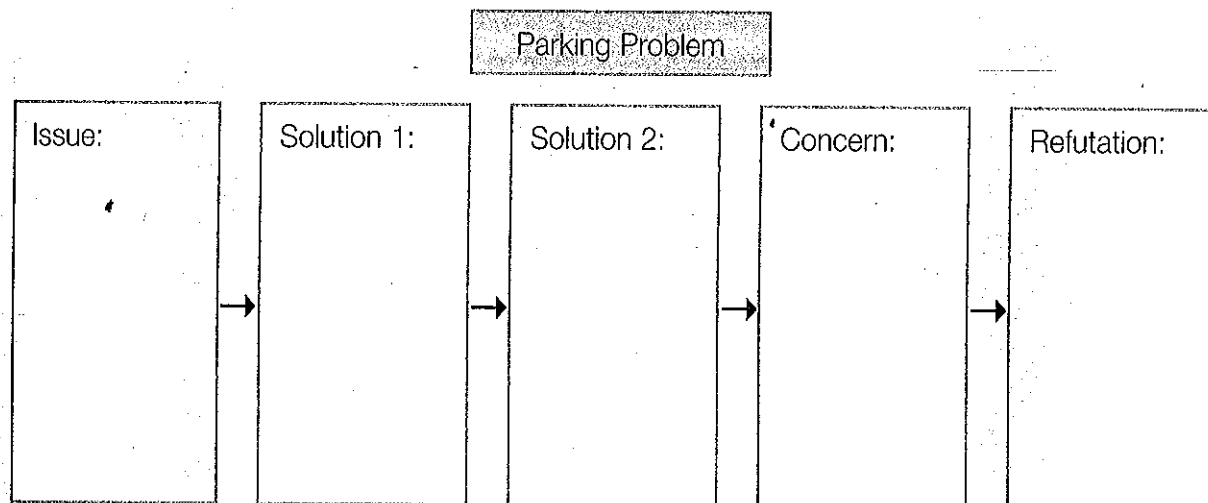 Parking Problem
Issue:
Solution 1:
Solution 2:
Concern:
Refutation: